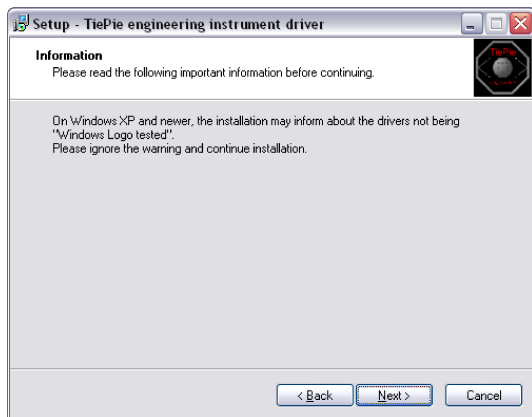 Setup - TiePie engineering instrument driver
Information
Please read the following important information before continuing.
TiePie
On Windows XP and newer, the installation may inform about the drivers not being
"Windows Logo tested".
Please ignore the warning and continue installation.
< Back
Next >
Cancel